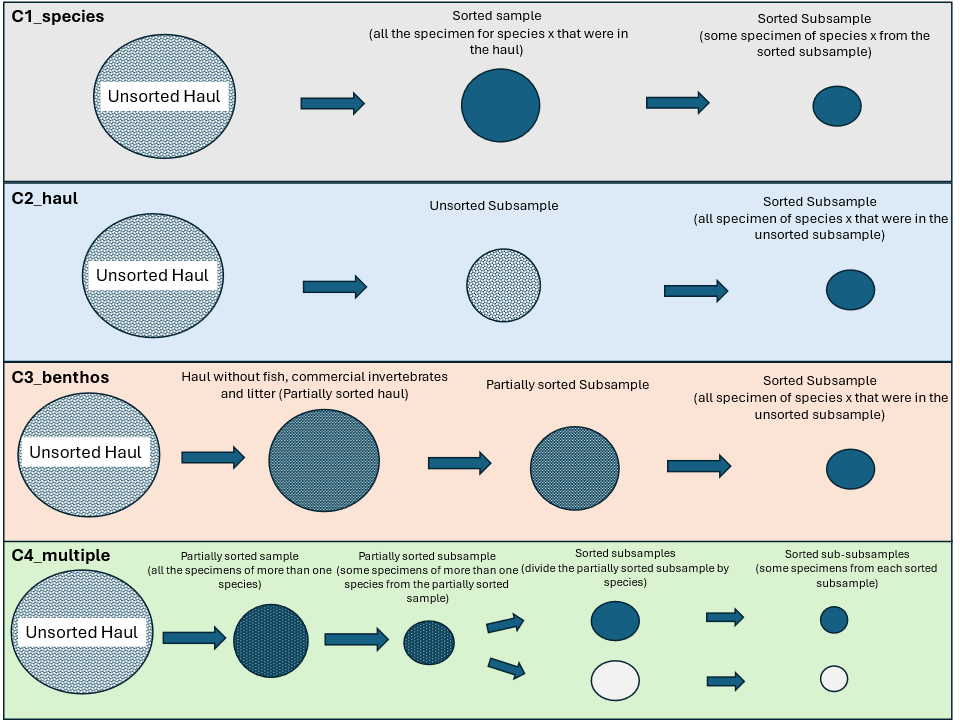 C1_species
Sorted sample
(all the specimen for species x that were in
the haul)
Sorted Subsample
(some specimen of species x from the
sorted subsample)
Unsorted Haul
C2_haul
Unsorted Subsample
Sorted Subsample
(all specimen of species x that were in the
unsorted subsample)
Unsorted Haul
C3_benthos
Haul without fish, commercial invertebrates
and litter (Partially sorted haul)
Partially sorted Subsample
Sorted Subsample
(all specimen of species x that were in the
unsorted subsample)
Unsorted Haul
C4_multiple
Partially sorted sample
(all the specimens of more than one
species)
Partially sorted subsample
(some specimens of more than one
species from the partially sorted
sample)
Sorted subsamples
(divide the partially sorted subsample by
species)
Sorted sub-subsamples
(some specimens from each sorted
subsample)
Unsorted Haul